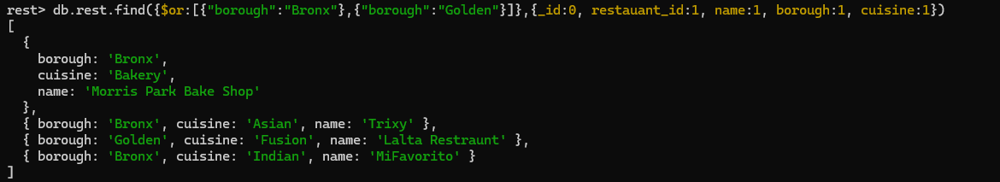 rest> db.rest.find({$or:[{"borough":"Bronx"},{"borough":"Golden"}]},{_id:0, restauant_id:1, name:1, borough:1, cuisine:1})
[
  {
    borough: 'Bronx',
    cuisine: 'Bakery',
    name: 'Morris Park Bake Shop'
  },
  { borough: 'Bronx', cuisine: 'Asian', name: 'Trixy' },
  { borough: 'Golden', cuisine: 'Fusion', name: 'Lalta Restraunt' },
  { borough: 'Bronx', cuisine: 'Indian', name: 'MiFavorito' }
]